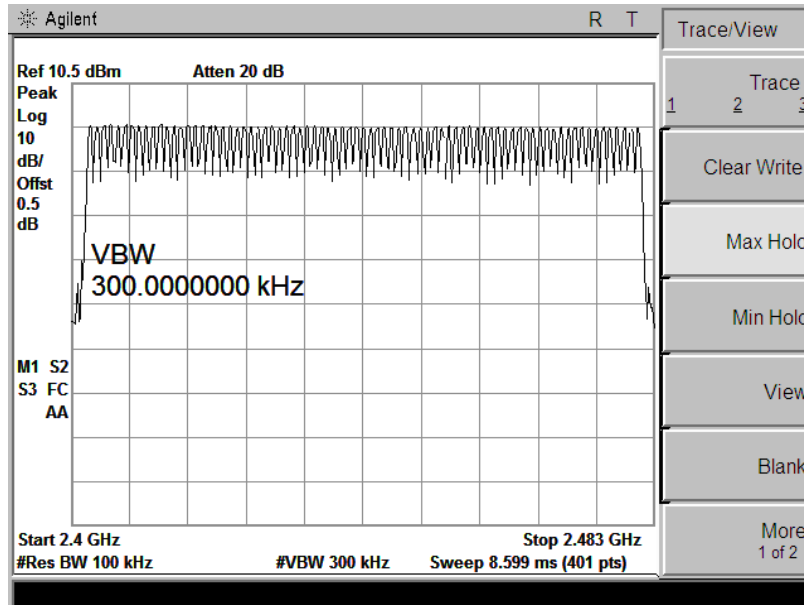 Agilent
R T
Trace/View
Ref 10.5 dBm
Atten 20 dB
Peak
Log
10
dB/
Offst
0.5
dB
VBW
300.0000000 kHz
M1 S2
S3 FC
AA
Start 2.4 GHz
Stop 2.483 GHz
#Res BW 100 kHz
#VBW 300 kHz
Sweep 8.599 ms (401 pts)
Trace
1 2 3
Clear Write
Max Hold
Min Hold
View
Blank
More
1 of 2